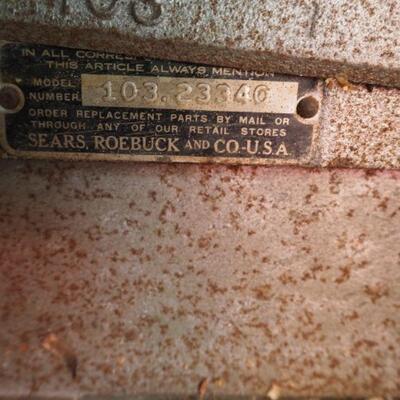 IN ALL CORRES
THIS ARTICLE ALWAYS MENTION
MODEL NUMBER 103.23340
ORDER REPLACEMENT PARTS BY MAIL OR
THROUGH ANY OF OUR RETAIL STORES
SEARS, ROEBUCK AND CO-U.S.A.